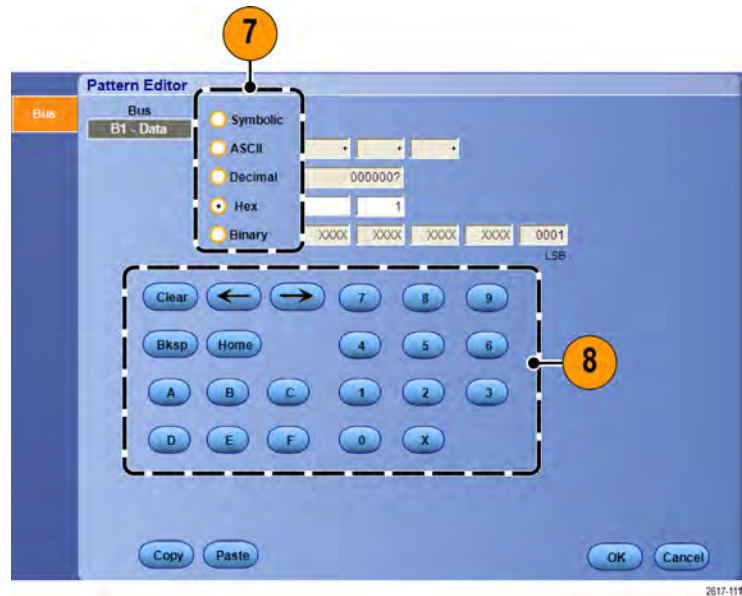 7
Pattern Editor
Bus
Bus
B1 - Data
Symbolic
ASCII
Decimal 000000?
Hex 1
Binary XXXX XXXX XXXX XXXX 0001
LSB
Clear ← → 7 8 9
Bksp Home 4 5 6
8
A B C 1 2 3
D E F 0 X
Copy Paste OK Cancel
2617-111